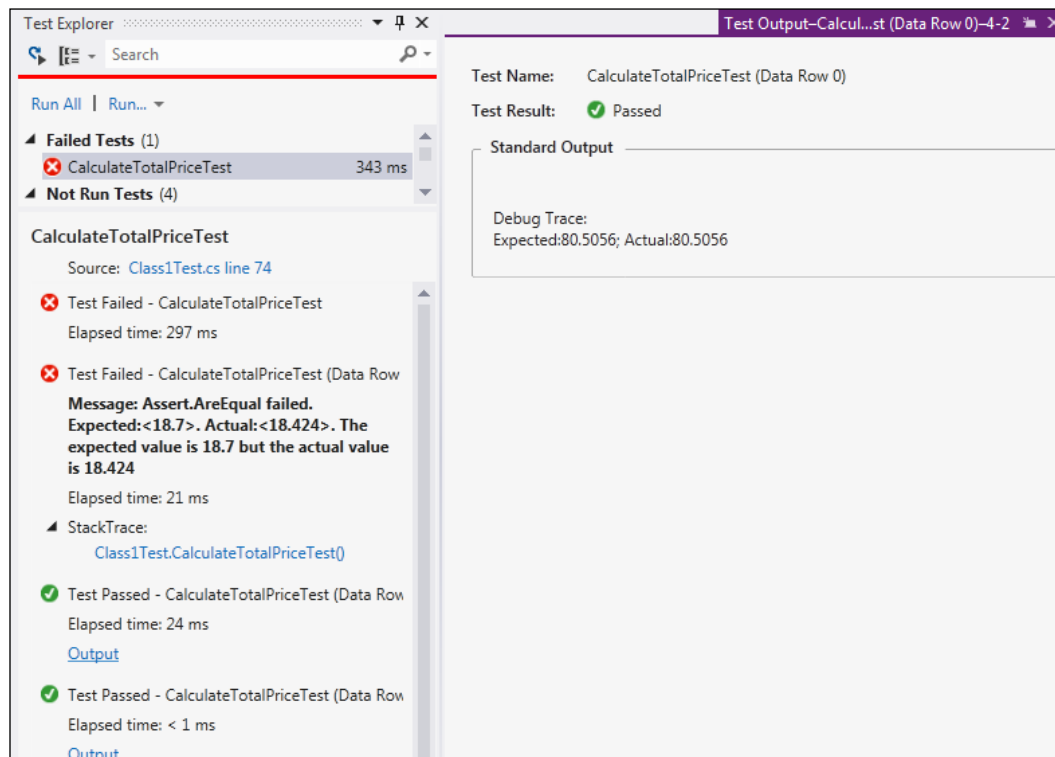 Test Explorer
Search
Run All | Run...
Failed Tests (1)
CalculateTotalPriceTest 343 ms
Not Run Tests (4)
CalculateTotalPriceTest
Source: Class1Test.cs line 74
Test Failed - CalculateTotalPriceTest
Elapsed time: 297 ms
Test Failed - CalculateTotalPriceTest (Data Row
Message: Assert.AreEqual failed.
Expected:<18.7>. Actual:<18.424>. The
expected value is 18.7 but the actual value
is 18.424
Elapsed time: 21 ms
StackTrace:
Class1Test.CalculateTotalPriceTest()
Test Passed - CalculateTotalPriceTest (Data Row
Elapsed time: 24 ms
Output
Test Passed - CalculateTotalPriceTest (Data Row
Elapsed time: < 1 ms
Output
Test Output–Calcul...st (Data Row 0)–4-2
Test Name: CalculateTotalPriceTest (Data Row 0)
Test Result: Passed
Standard Output
Debug Trace:
Expected:80.5056; Actual:80.5056